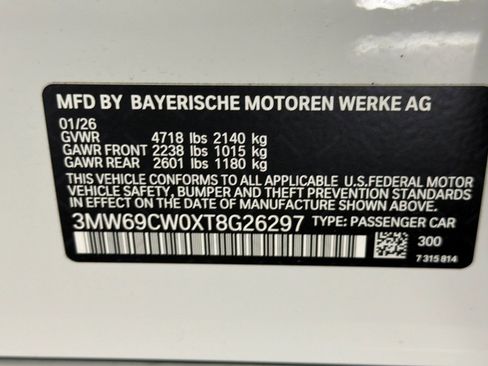 MFD BY BAYERISCHE MOTOREN WERKE AG
01/26
GVWR 4718 lbs 2140 kg
GAWR FRONT 2238 lbs 1015 kg
GAWR REAR 2601 lbs 1180 kg
THIS VEHICLE CONFORMS TO ALL APPLICABLE U.S.FEDERAL MOTOR
VEHICLE SAFETY, BUMPER AND THEFT PREVENTION STANDARDS
IN EFFECT ON THE DATE OF MANUFACTURE SHOWN ABOVE.
3MW69CW0XT8G26297 TYPE: PASSENGER CAR
300
7 315 814